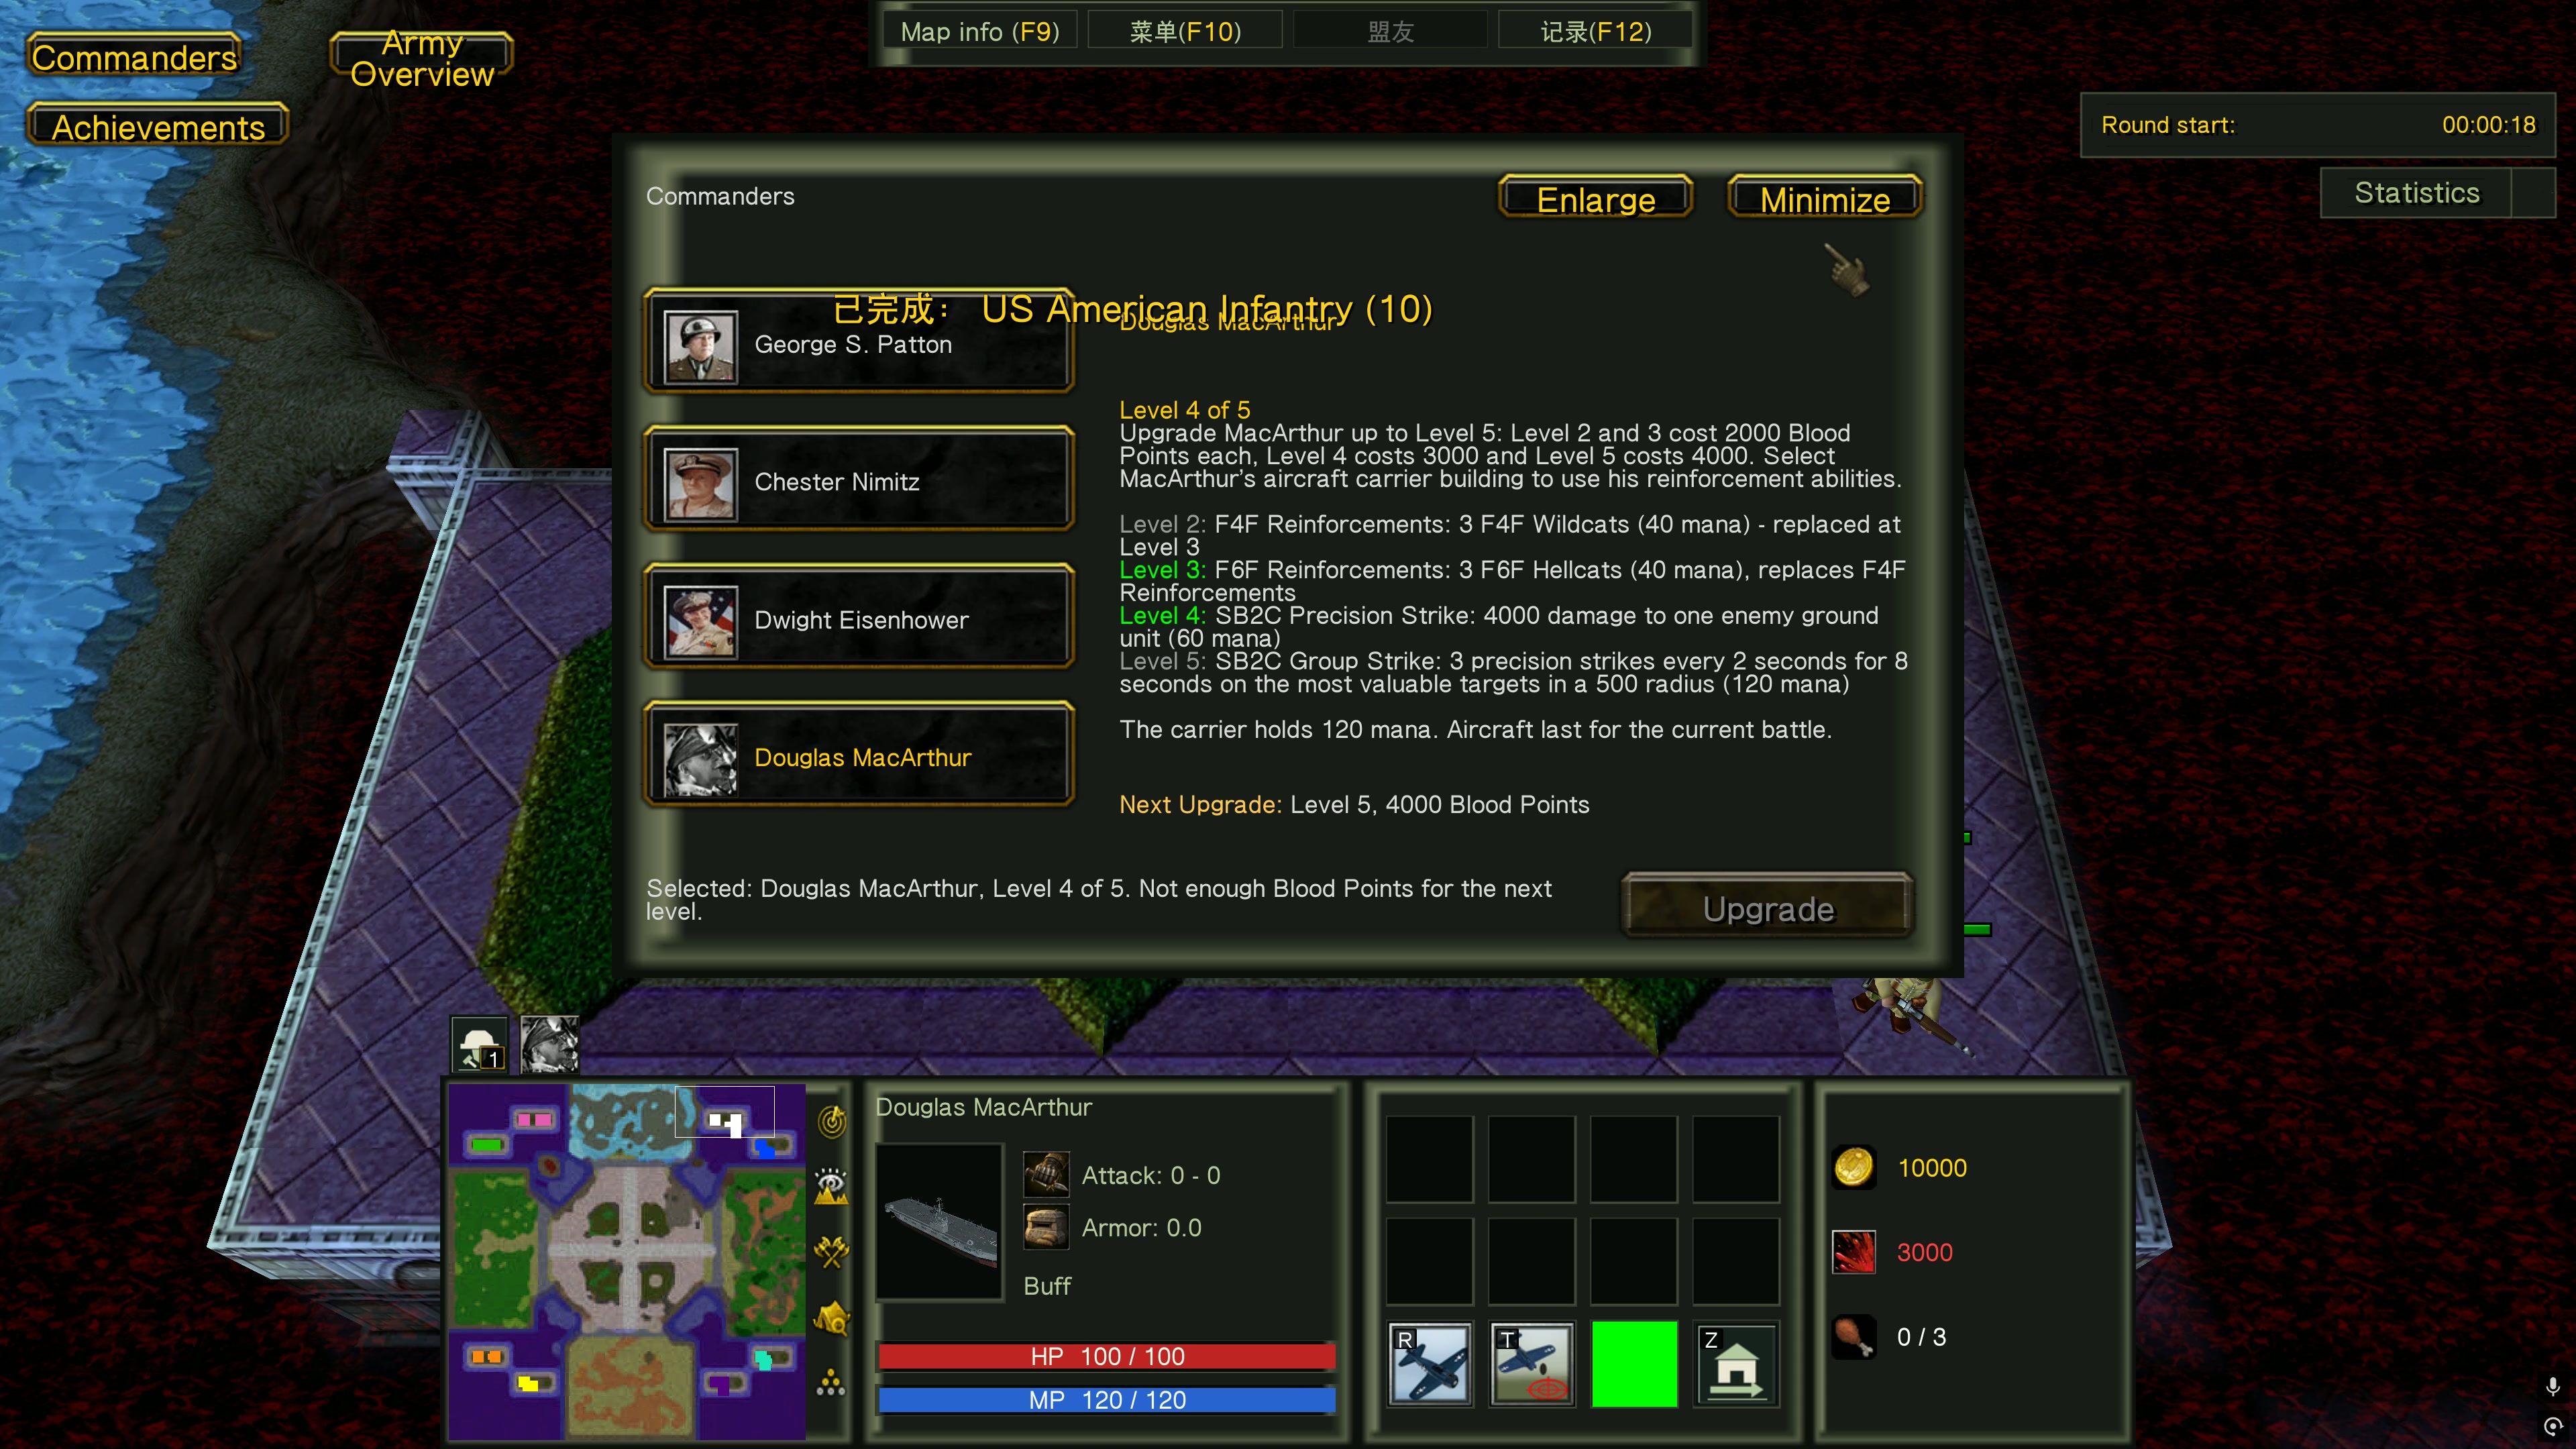 Map info (F9)
菜单(F10)
盟友
记录(F12)
Commanders
Army
Overview
Achievements
Round start: 00:00:18
Statistics
Commanders
Enlarge
Minimize
已完成： US American Infantry (10)
Douglas MacArthur
George S. Patton
Chester Nimitz
Dwight Eisenhower
Douglas MacArthur
Level 4 of 5
Upgrade MacArthur up to Level 5: Level 2 and 3 cost 2000 Blood
Points each, Level 4 costs 3000 and Level 5 costs 4000. Select
MacArthur's aircraft carrier building to use his reinforcement abilities.
Level 2: F4F Reinforcements: 3 F4F Wildcats (40 mana) - replaced at
Level 3
Level 3: F6F Reinforcements: 3 F6F Hellcats (40 mana), replaces F4F
Reinforcements
Level 4: SB2C Precision Strike: 4000 damage to one enemy ground
unit (60 mana)
Level 5: SB2C Group Strike: 3 precision strikes every 2 seconds for 8
seconds on the most valuable targets in a 500 radius (120 mana)
The carrier holds 120 mana. Aircraft last for the current battle.
Next Upgrade: Level 5, 4000 Blood Points
Selected: Douglas MacArthur, Level 4 of 5. Not enough Blood Points for the next
level.
Upgrade
1
Douglas MacArthur
Attack: 0 - 0
Armor: 0.0
Buff
HP 100 / 100
MP 120 / 120
R
T
Z
10000
3000
0 / 3